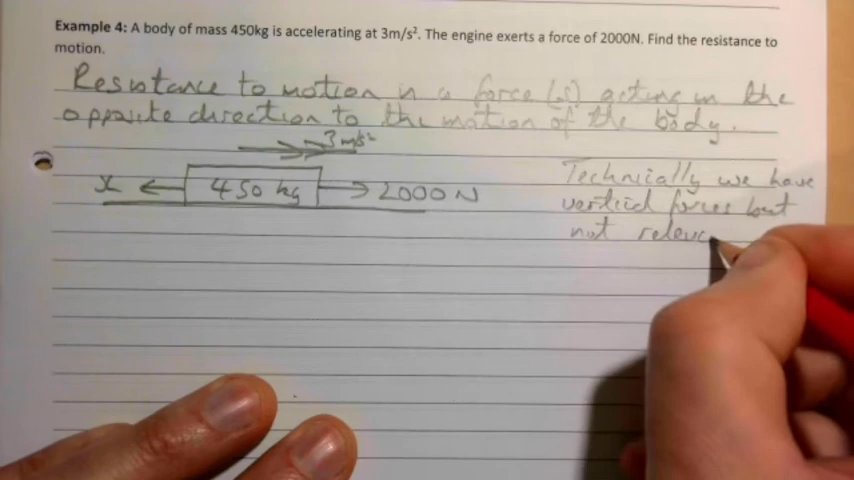 Example 4: A body of mass 450kg is accelerating at 3m/s². The engine exerts a force of 2000N. Find the resistance to
motion.
Resistance to motion is a force(s) acting in the
opposite direction to the motion of the body.
3 m/s²
x 450 kg 2000 N
Technically we have
vertical forces but
not releva